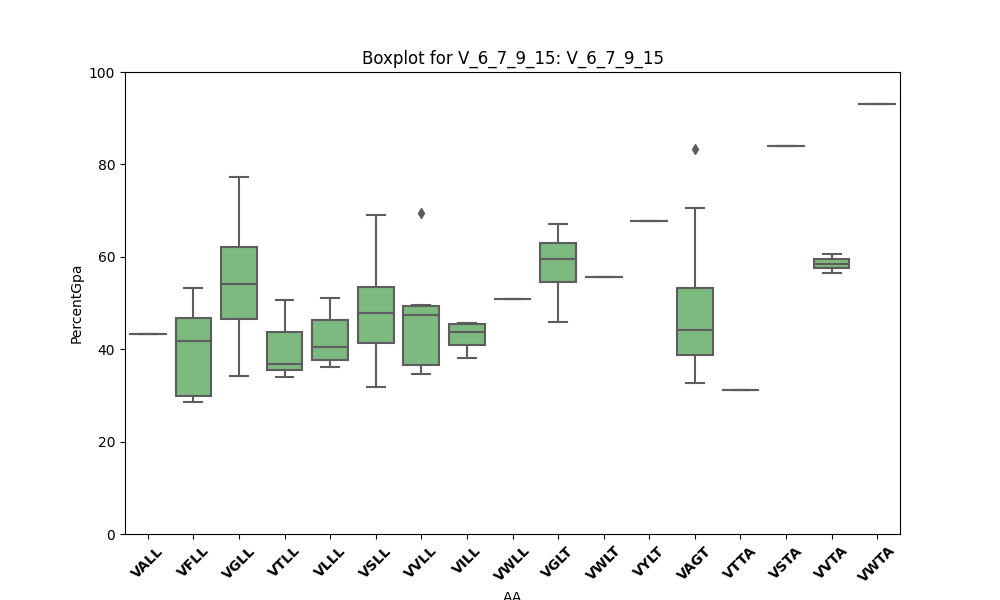 Boxplot for V_6_7_9_15: V_6_7_9_15
100
80
60
40
20
0
PercentGpa
VALL VFLL VGLL VTLL VLLL VSLL VVLL VILL VWLL VGLT VWLT VYLT VAGT VTTA VSTA VVTA VWTA
AA